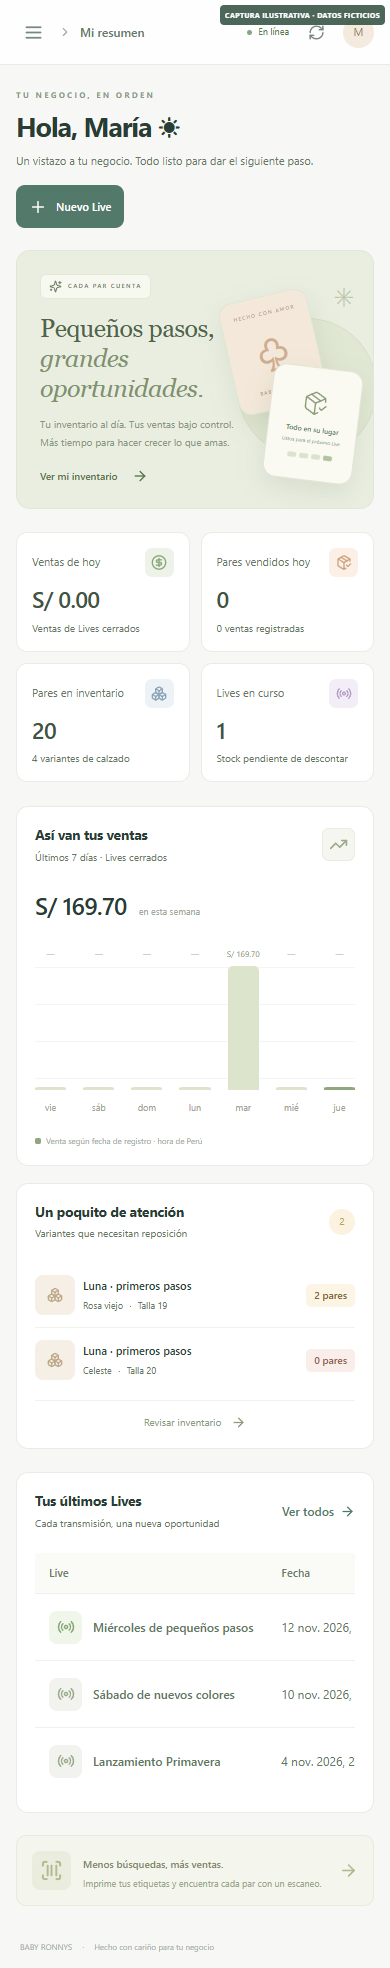 CAPTURA ILUSTRATIVA · DATOS FICTICIOS
Mi resumen
En línea
M
TU NEGOCIO, EN ORDEN
Hola, María
Un vistazo a tu negocio. Todo listo para dar el siguiente paso.
Nuevo Live
CADA PAR CUENTA
Pequeños pasos,
grandes
oportunidades.
Tu inventario al día. Tus ventas bajo control.
Más tiempo para hacer crecer lo que amas.
Ver mi inventario
HECHO CON AMOR
Todo en su lugar
Listos para el próximo Live
Ventas de hoy
S/ 0.00
Ventas de Lives cerrados
Pares vendidos hoy
0
0 ventas registradas
Pares en inventario
20
4 variantes de calzado
Lives en curso
1
Stock pendiente de descontar
Así van tus ventas
Últimos 7 días · Lives cerrados
S/ 169.70 en esta semana
— — — — S/ 169.70 — —
vie sáb dom lun mar mié jue
Venta según fecha de registro · hora de Perú
Un poquito de atención
Variantes que necesitan reposición
2
Luna · primeros pasos
Rosa viejo · Talla 19
2 pares
Luna · primeros pasos
Celeste · Talla 20
0 pares
Revisar inventario
Tus últimos Lives
Cada transmisión, una nueva oportunidad
Ver todos
Live Fecha
Miércoles de pequeños pasos 12 nov. 2026,
Sábado de nuevos colores 10 nov. 2026,
Lanzamiento Primavera 4 nov. 2026, 2
Menos búsquedas, más ventas.
Imprime tus etiquetas y encuentra cada par con un escaneo.
BABY RONNYS · Hecho con cariño para tu negocio